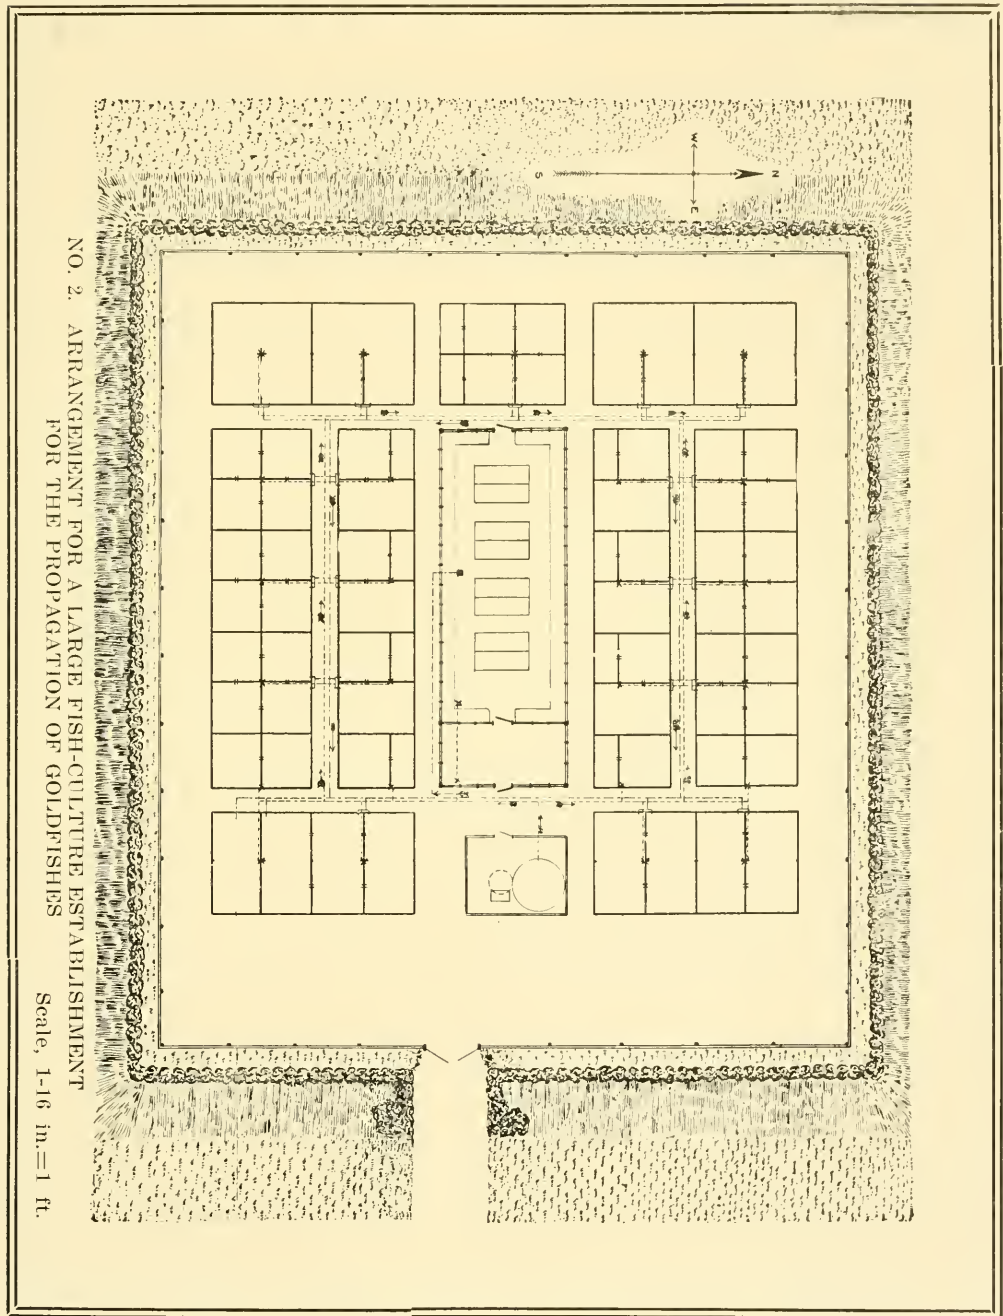 W
N
S
E
NO. 2. ARRANGEMENT FOR A LARGE FISH-CULTURE ESTABLISHMENT
FOR THE PROPAGATION OF GOLDFISHES
Scale, 1-16 in.=1 ft.